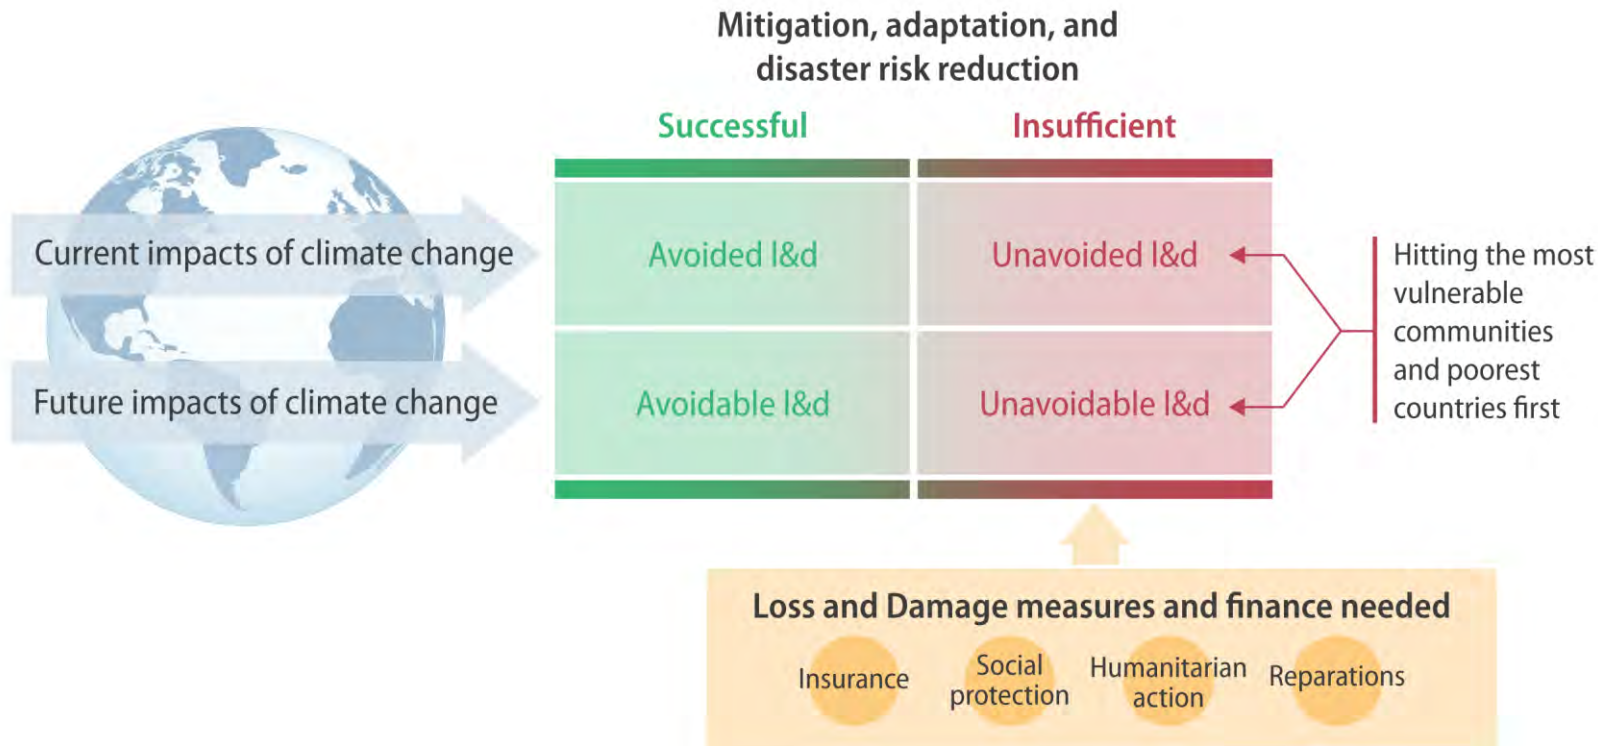 Mitigation, adaptation, and
disaster risk reduction
Successful
Insufficient
Current impacts of climate change
Avoided l&d
Unavoided l&d
Future impacts of climate change
Avoidable l&d
Unavoidable l&d
Hitting the most
vulnerable
communities
and poorest
countries first
Loss and Damage measures and finance needed
Insurance
Social
protection
Humanitarian
action
Reparations